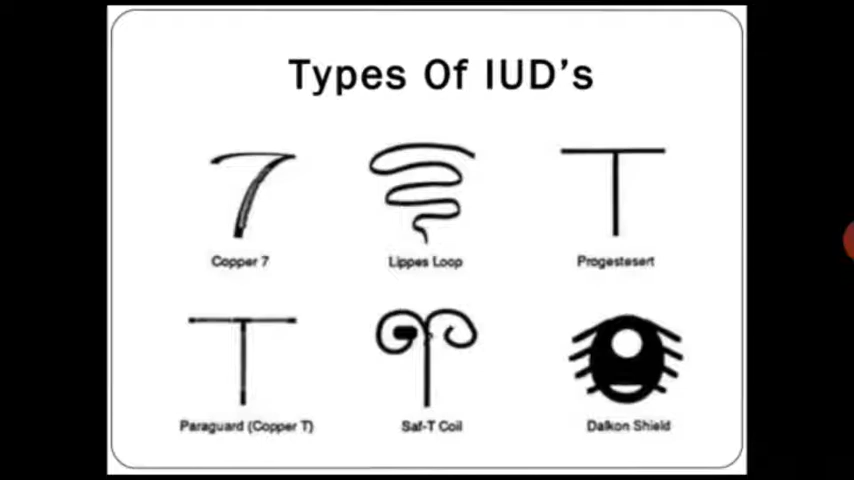 Types Of IUD's
Copper 7
Lippes Loop
Progestesert
Paraguard (Copper T)
Saf-T Coil
Dalkon Shield